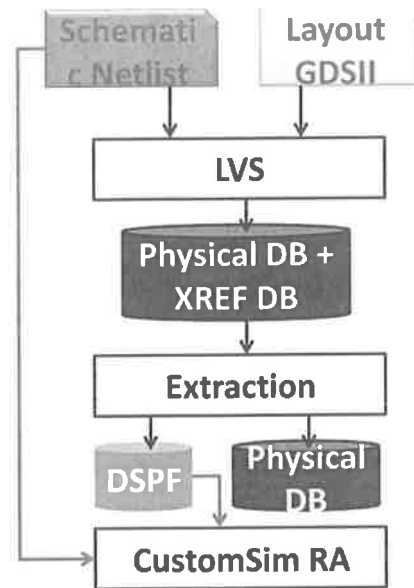 Schemati
c Netlist
Layout
GDSII
LVS
Physical DB +
XREF DB
Extraction
DSPF
Physical
DB
CustomSim RA